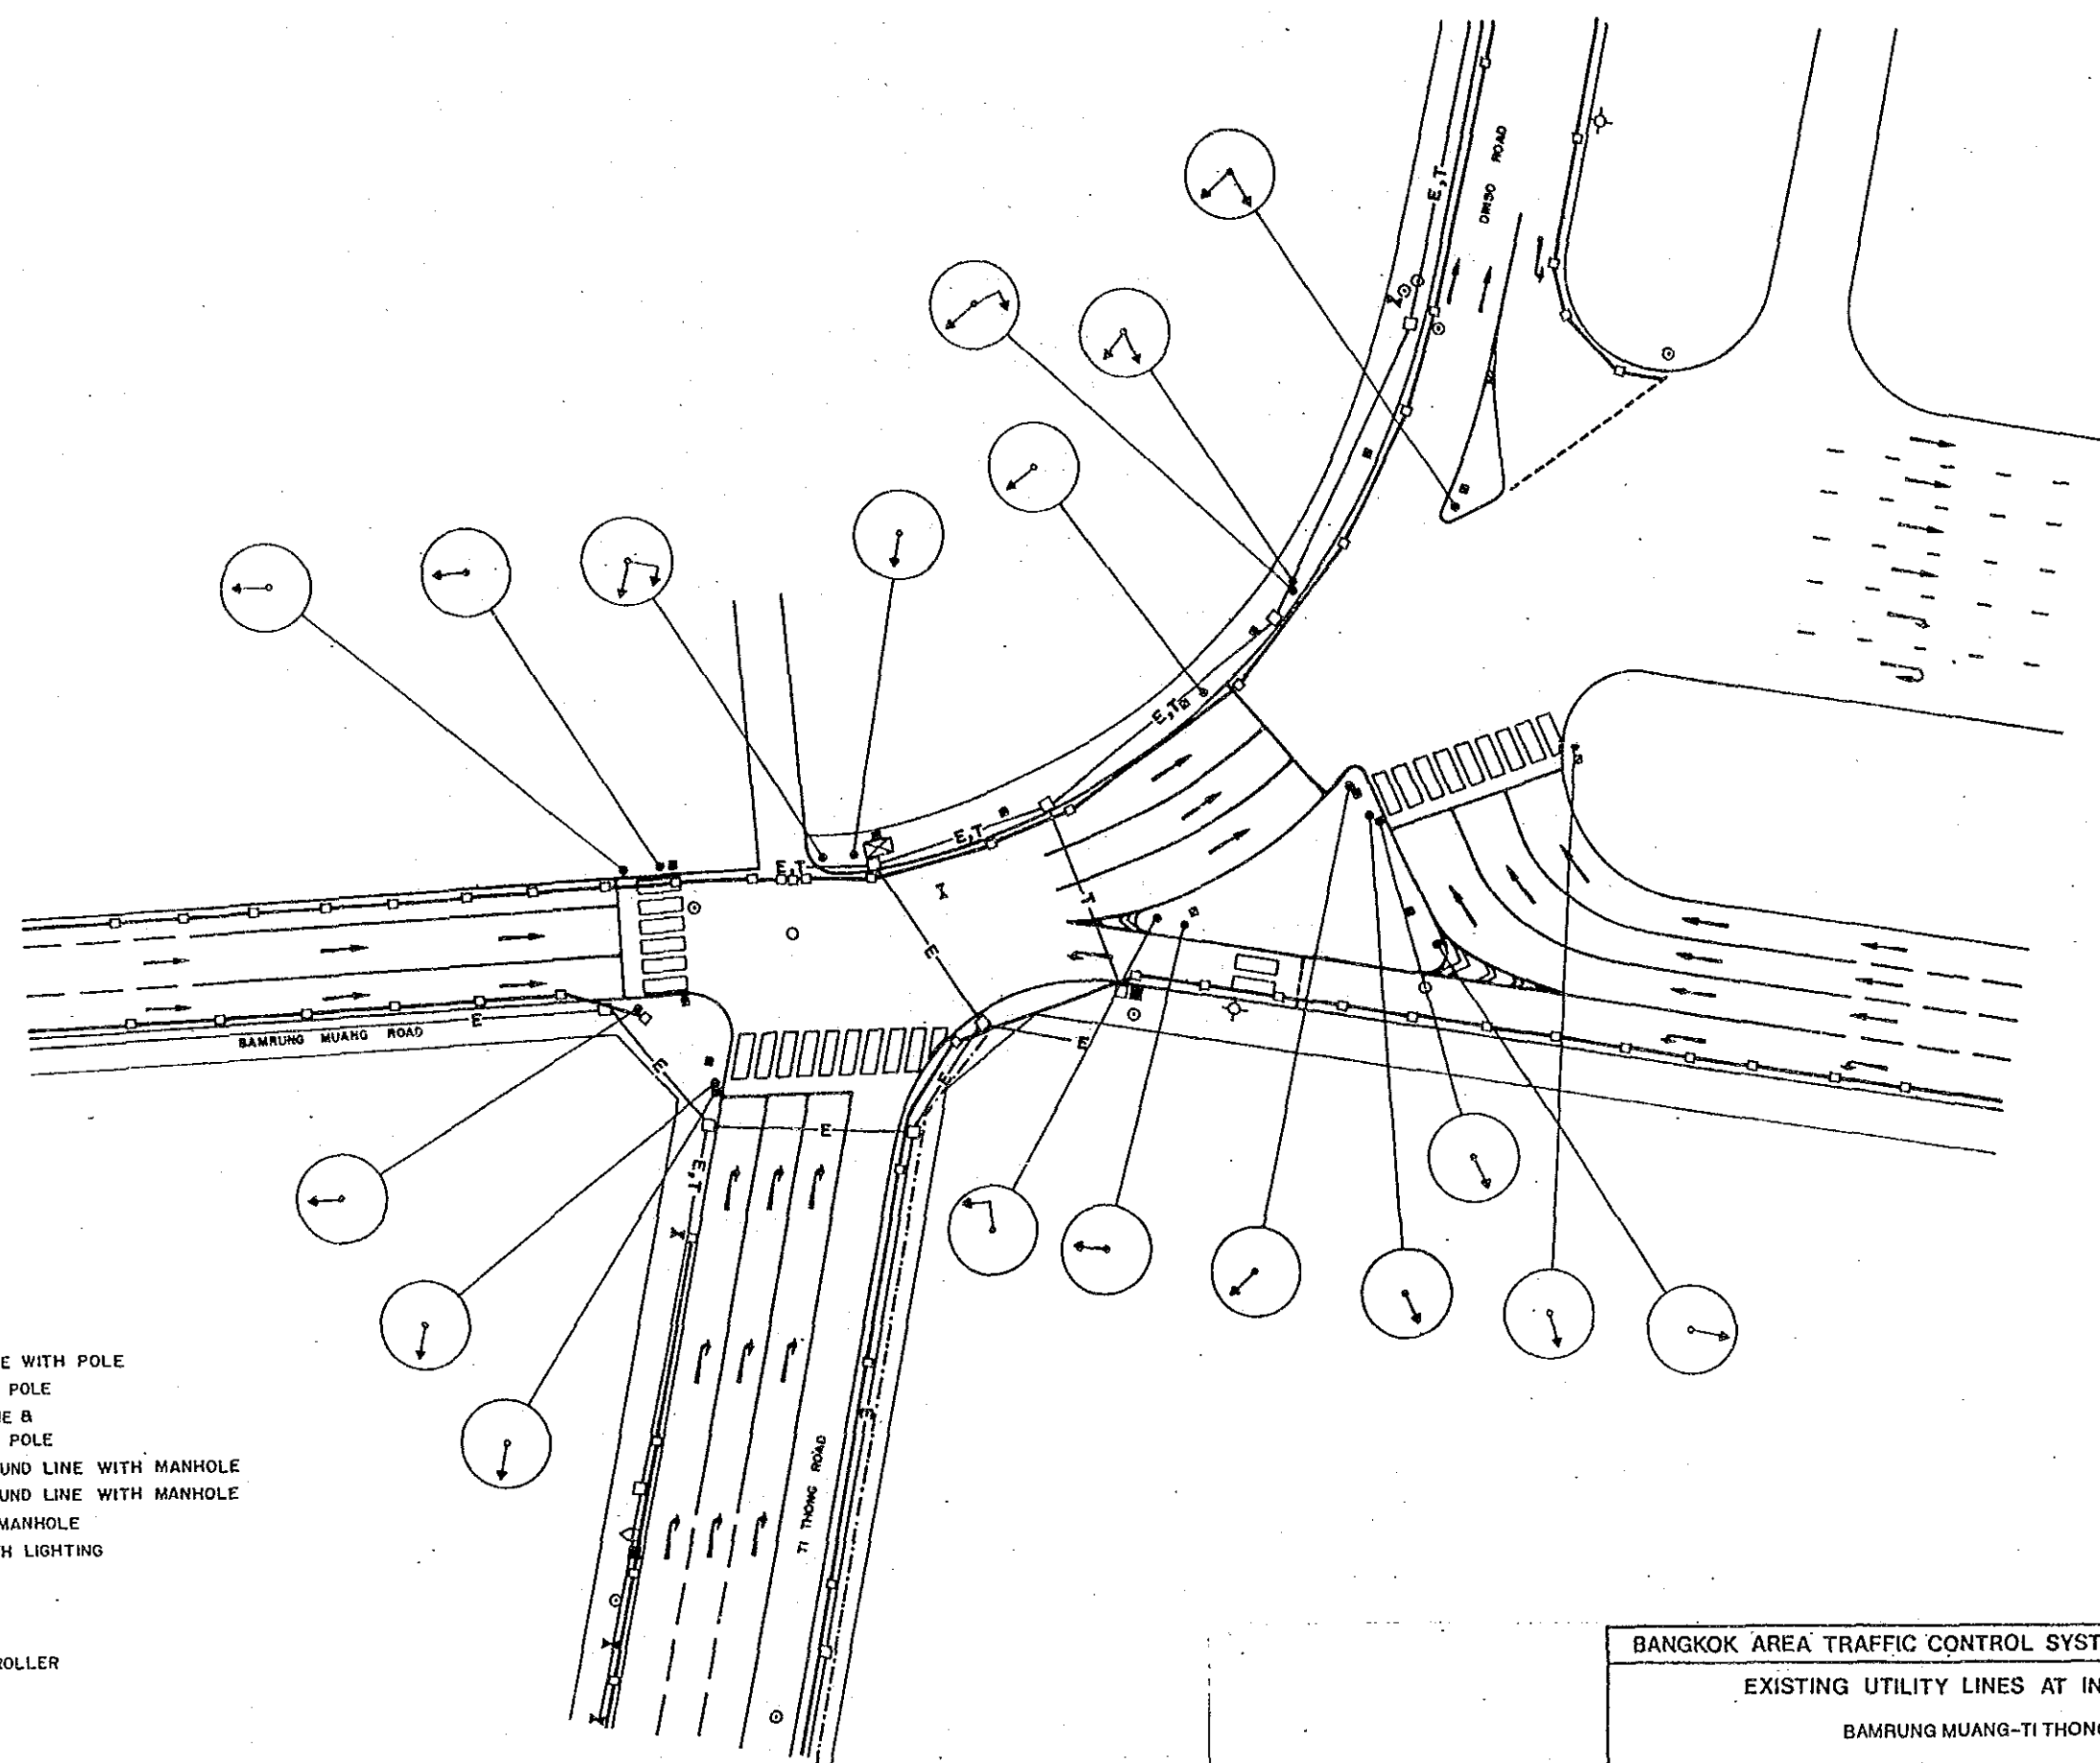 DINSO ROAD
E,T
E,T
E,T
E,T
T
E
E
BAMRUNG MUANG ROAD
E
E
E
E
E,T
E
TI THONG ROAD
E WITH POLE
POLE
E &
POLE
UND LINE WITH MANHOLE
UND LINE WITH MANHOLE
MANHOLE
H LIGHTING
ROLLER
BANGKOK AREA TRAFFIC CONTROL SYST
EXISTING UTILITY LINES AT IN
BAMRUNG MUANG-TI THONG